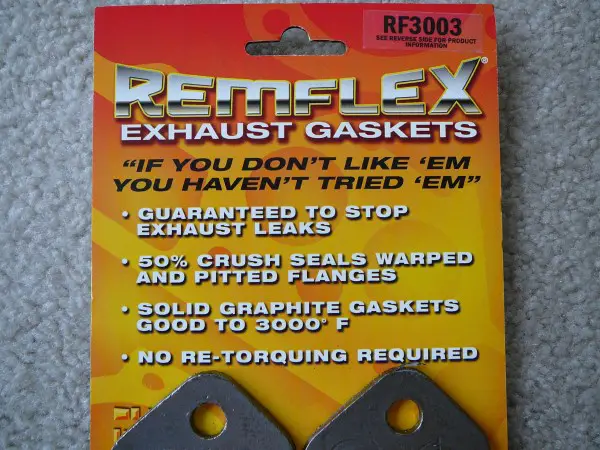 RF3003
SEE REVERSE SIDE FOR PRODUCT
INFORMATION
REMFLEX®
EXHAUST GASKETS
"IF YOU DON'T LIKE 'EM
YOU HAVEN'T TRIED 'EM"
• GUARANTEED TO STOP
EXHAUST LEAKS
• 50% CRUSH SEALS WARPED
AND PITTED FLANGES
• SOLID GRAPHITE GASKETS
GOOD TO 3000° F
• NO RE-TORQUING REQUIRED